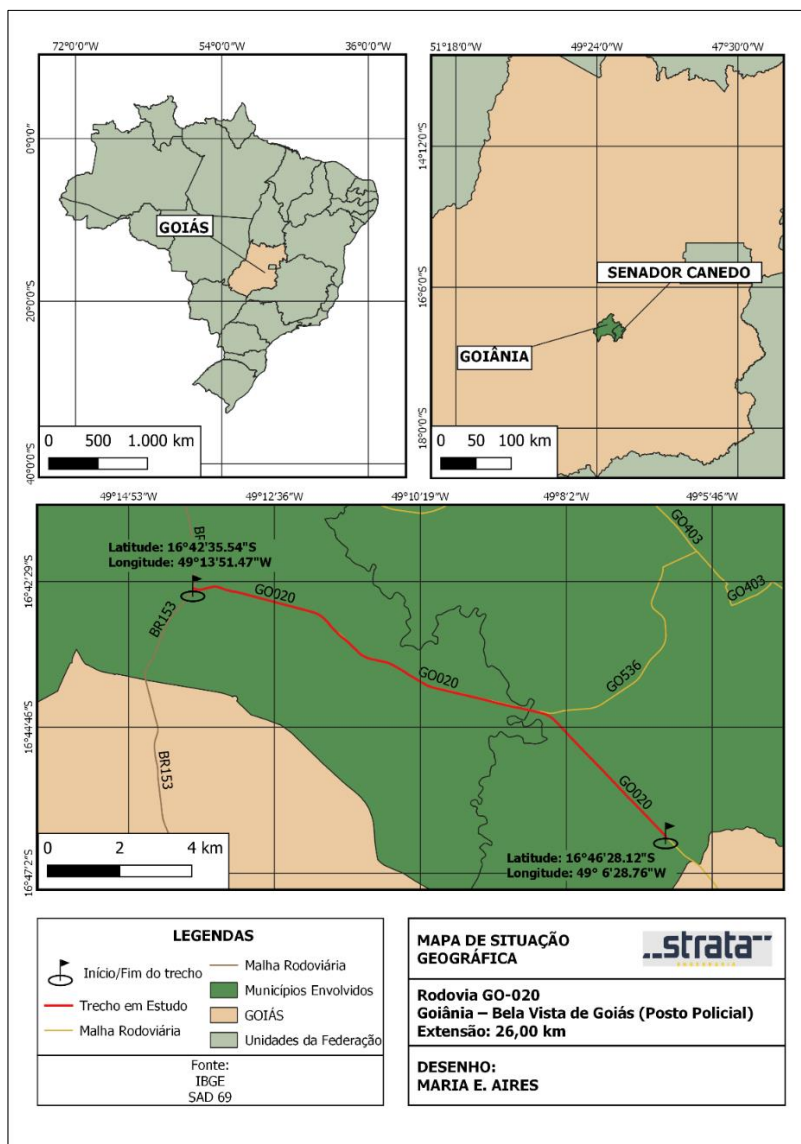 72°0'0"W
54°0'0"W
36°0'0"W
0°0'0"
20°0'0"S
40°0'0"S
GOIÁS
0 500 1.000 km
51°18'0"W
49°24'0"W
47°30'0"W
14°12'0"S
16°6'0"S
18°0'0"S
SENADOR CANEDO
GOIÂNIA
0 50 100 km
49°14'53"W
49°12'36"W
49°10'19"W
49°8'2"W
49°5'46"W
16°42'29"S
16°44'46"S
16°47'2"S
BR
Latitude: 16°42'35.54"S
Longitude: 49°13'51.47"W
BR153
GO020
GO403
GO403
GO020
GO536
BR153
GO020
Latitude: 16°46'28.12"S
Longitude: 49° 6'28.76"W
0 2 4 km
LEGENDAS
Início/Fim do trecho
Trecho em Estudo
Malha Rodoviária
Malha Rodoviária
Municípios Envolvidos
GOIÁS
Unidades da Federação
Fonte:
IBGE
SAD 69
MAPA DE SITUAÇÃO
GEOGRÁFICA
strata
ENGENHARIA
Rodovia GO-020
Goiânia – Bela Vista de Goiás (Posto Policial)
Extensão: 26,00 km
DESENHO:
MARIA E. AIRES